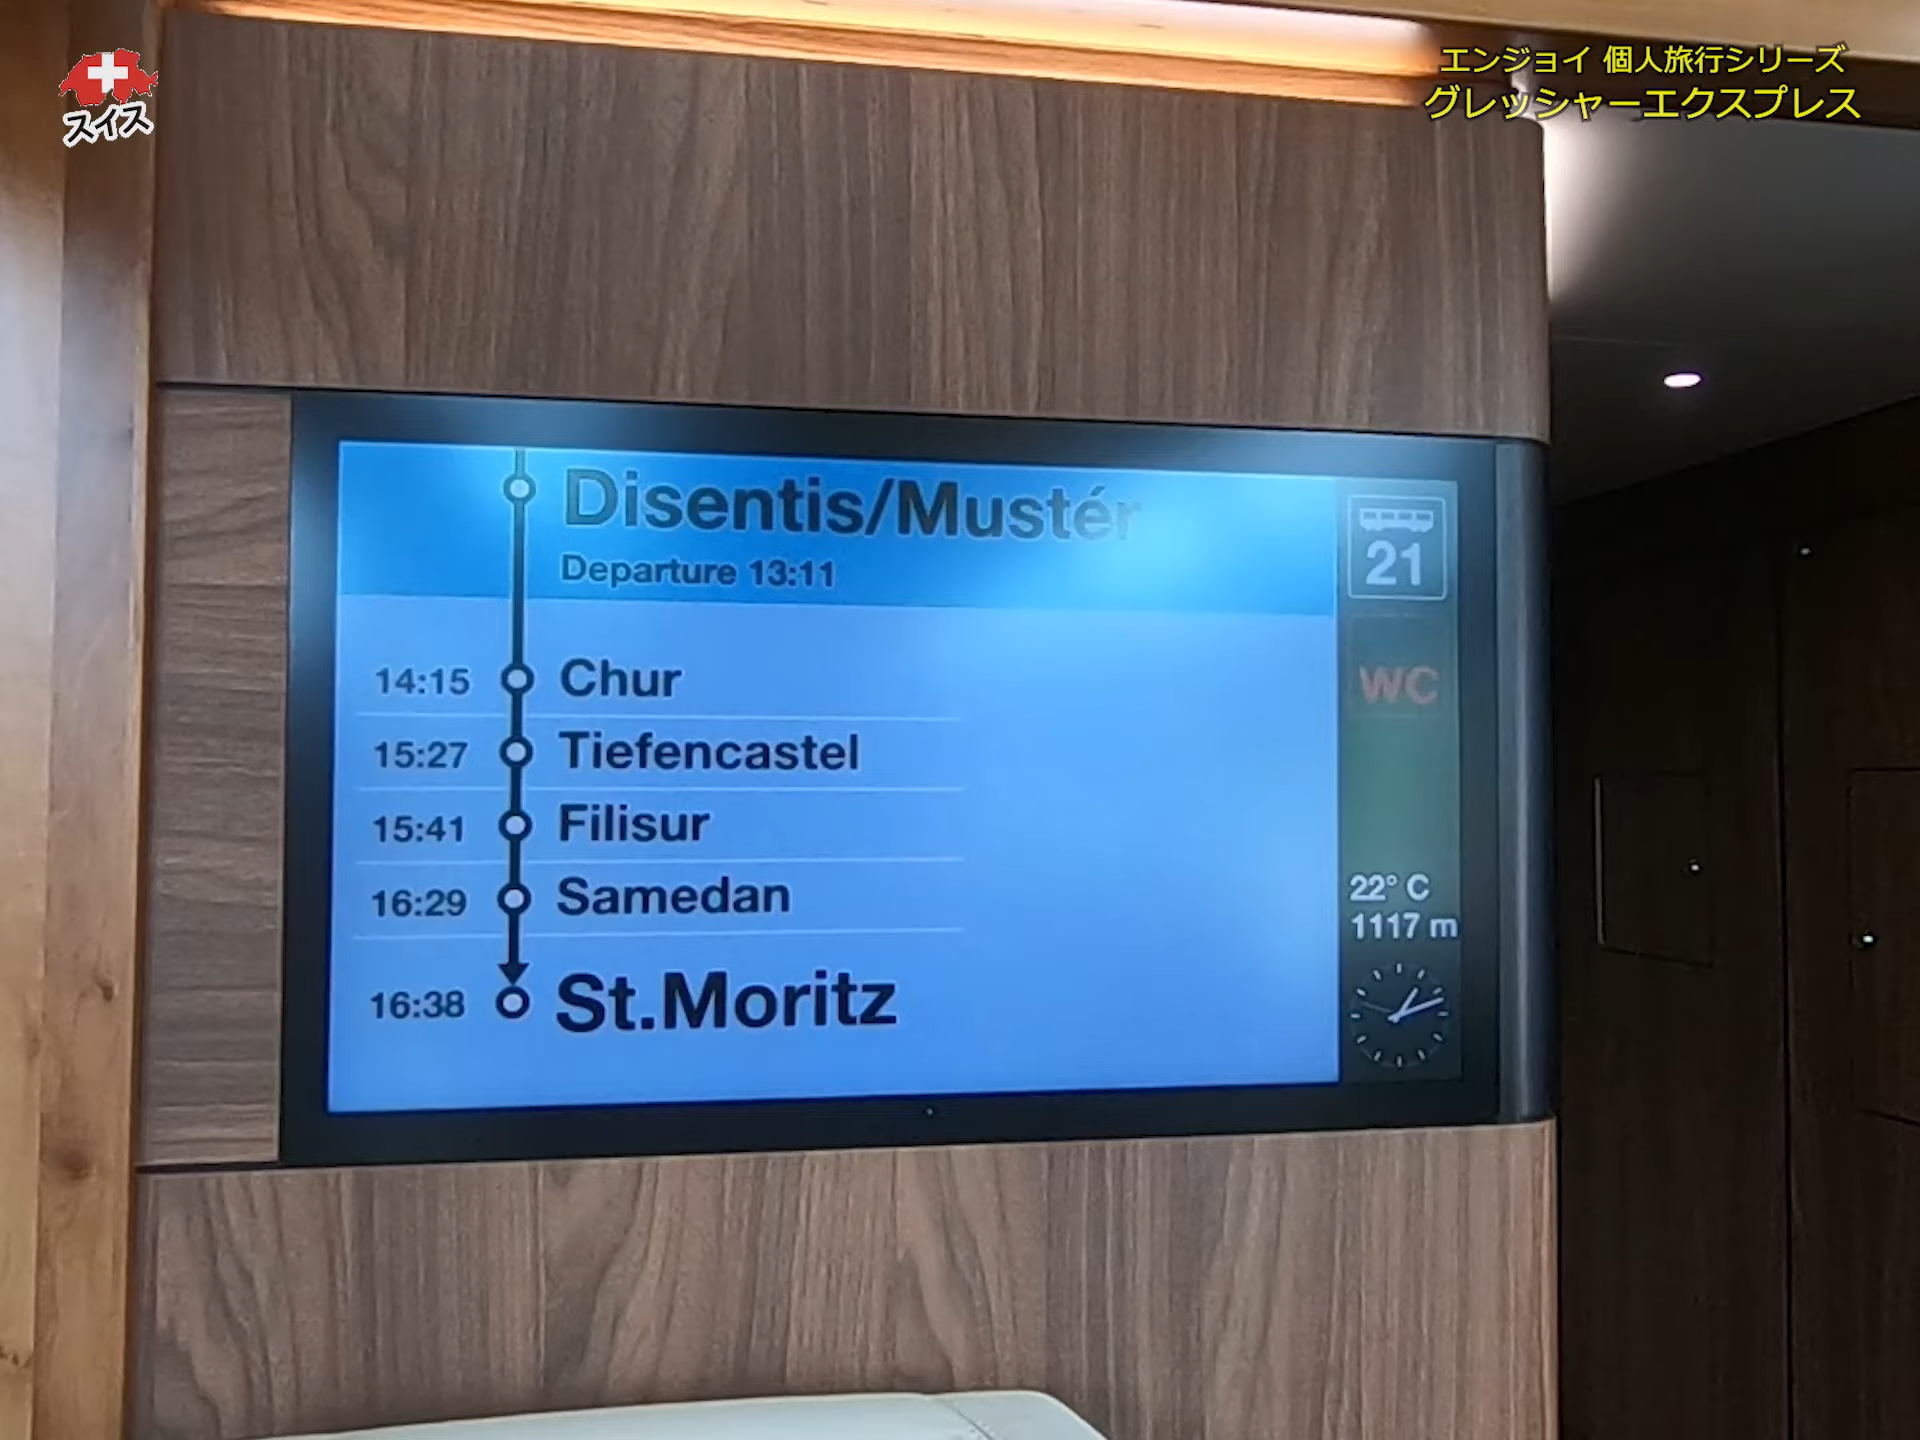 スイス
エンジョイ 個人旅行シリーズ
グレッシャーエクスプレス
Disentis/Mustér
Departure 13:11
21
14:15 Chur
WC
15:27 Tiefencastel
15:41 Filisur
16:29 Samedan
22° C
1117 m
16:38 St.Moritz